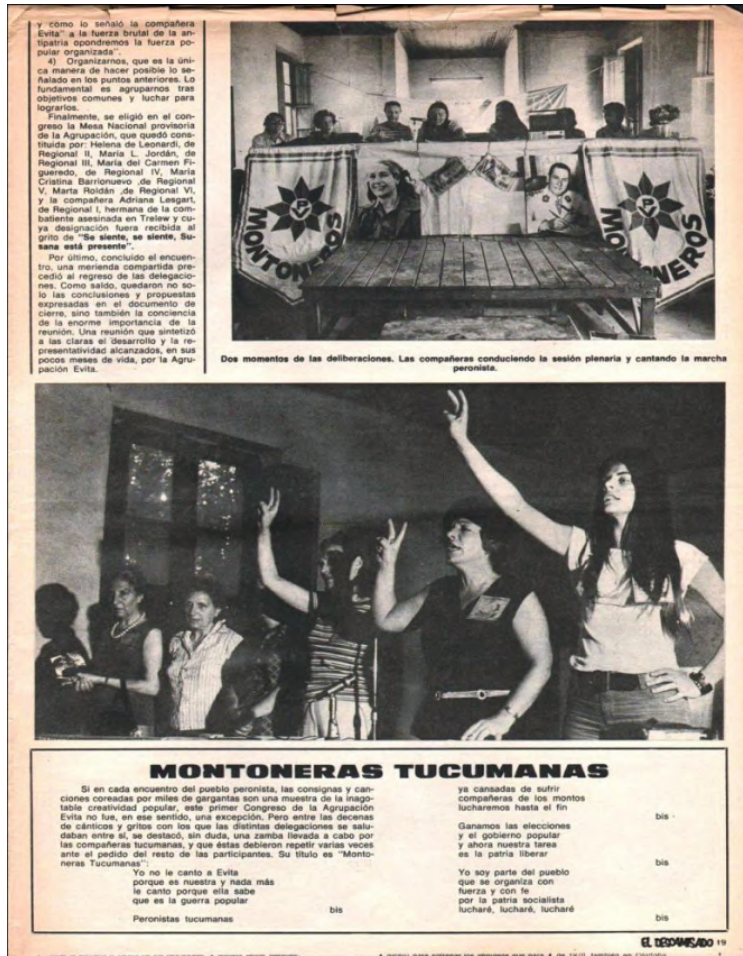 y como lo señaló la compañera
Evita" a la fuerza brutal de la an-
tipatria opondremos la fuerza po-
pular organizada".
4) Organizarnos, que es la úni-
ca manera de hacer posible lo se-
ñalado en los puntos anteriores. Lo
fundamental es agruparnos tras
objetivos comunes y luchar para
lograrlos.
Finalmente, se eligió en el con-
greso la Mesa Nacional provisoria
de la Agrupación, que quedó cons-
tituida por: Helena de Leonardi, de
Regional II, María L. Jordán, de
Regional III, María del Carmen Fi-
gueredo, de Regional IV, María
Cristina Barrionuevo ,de Regional
V, Marta Roldán ,de Regional VI,
y la compañera Adriana Lesgart,
de Regional I, hermana de la com-
batiente asesinada en Trelew y cu-
ya designación fuera recibida al
grito de "Se siente, se siente, Su-
sana está presente".
Por último, concluido el encuen-
tro, una merienda compartida pre-
cedió al regreso de las delegacio-
nes. Como saldo, quedaron no so-
lo las conclusiones y propuestas
expresadas en el documento de
cierre, sino también la conciencia
de la enorme importancia de la
reunión. Una reunión que sintetizó
a las claras el desarrollo y la re-
presentatividad alcanzados, en sus
pocos meses de vida, por la Agru-
pación Evita.
PV
MONTONEROS
PV
MONTONEROS
Dos momentos de las deliberaciones. Las compañeras conduciendo la sesión plenaria y cantando la marcha
peronista.
MONTONERAS TUCUMANAS
Si en cada encuentro del pueblo peronista, las consignas y can-
ciones coreadas por miles de gargantas son una muestra de la inago-
table creatividad popular, este primer Congreso de la Agrupación
Evita no fue, en ese sentido, una excepción. Pero entre las decenas
de cánticos y gritos con los que las distintas delegaciones se salu-
daban entre sí, se destacó, sin duda, una zamba llevada a cabo por
las compañeras tucumanas, y que éstas debieron repetir varias veces
ante el pedido del resto de las participantes. Su título es "Monto-
neras Tucumanas":
Yo no le canto a Evita
porque es nuestra y nada más
le canto porque ella sabe
que es la guerra popular
bis
Peronistas tucumanas
ya cansadas de sufrir
compañeras de los montos
lucharemos hasta el fin
bis
Ganamos las elecciones
y el gobierno popular
y ahora nuestra tarea
es la patria liberar
bis
Yo soy parte del pueblo
que se organiza con
fuerza y con fe
por la patria socialista
lucharé, lucharé, lucharé
bis
EL DESCAMISADO 19